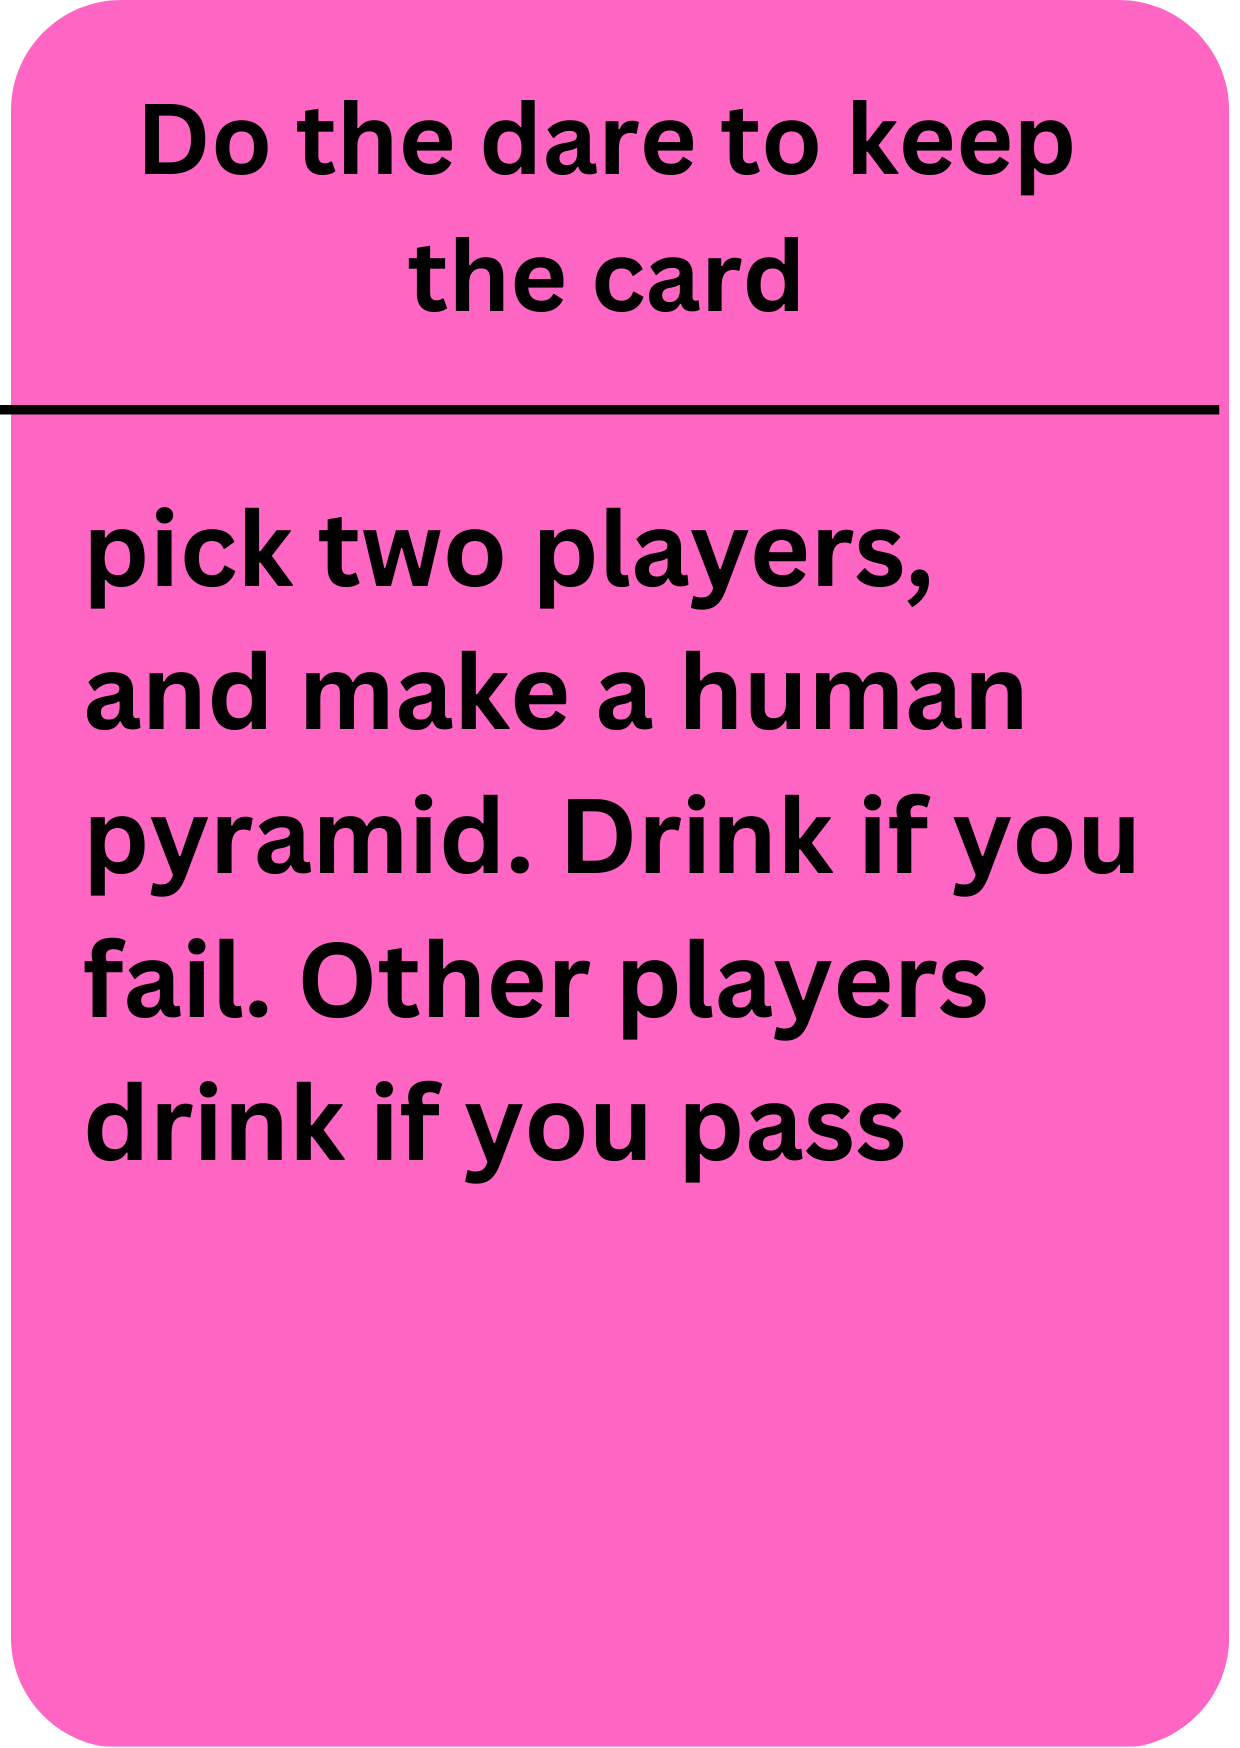 Do the dare to keep
the card
pick two players,
and make a human
pyramid. Drink if you
fail. Other players
drink if you pass